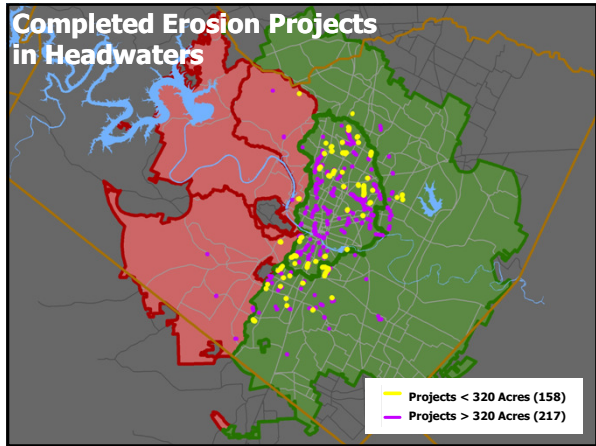 Completed Erosion Projects
in Headwaters
Projects < 320 Acres (158)
Projects > 320 Acres (217)